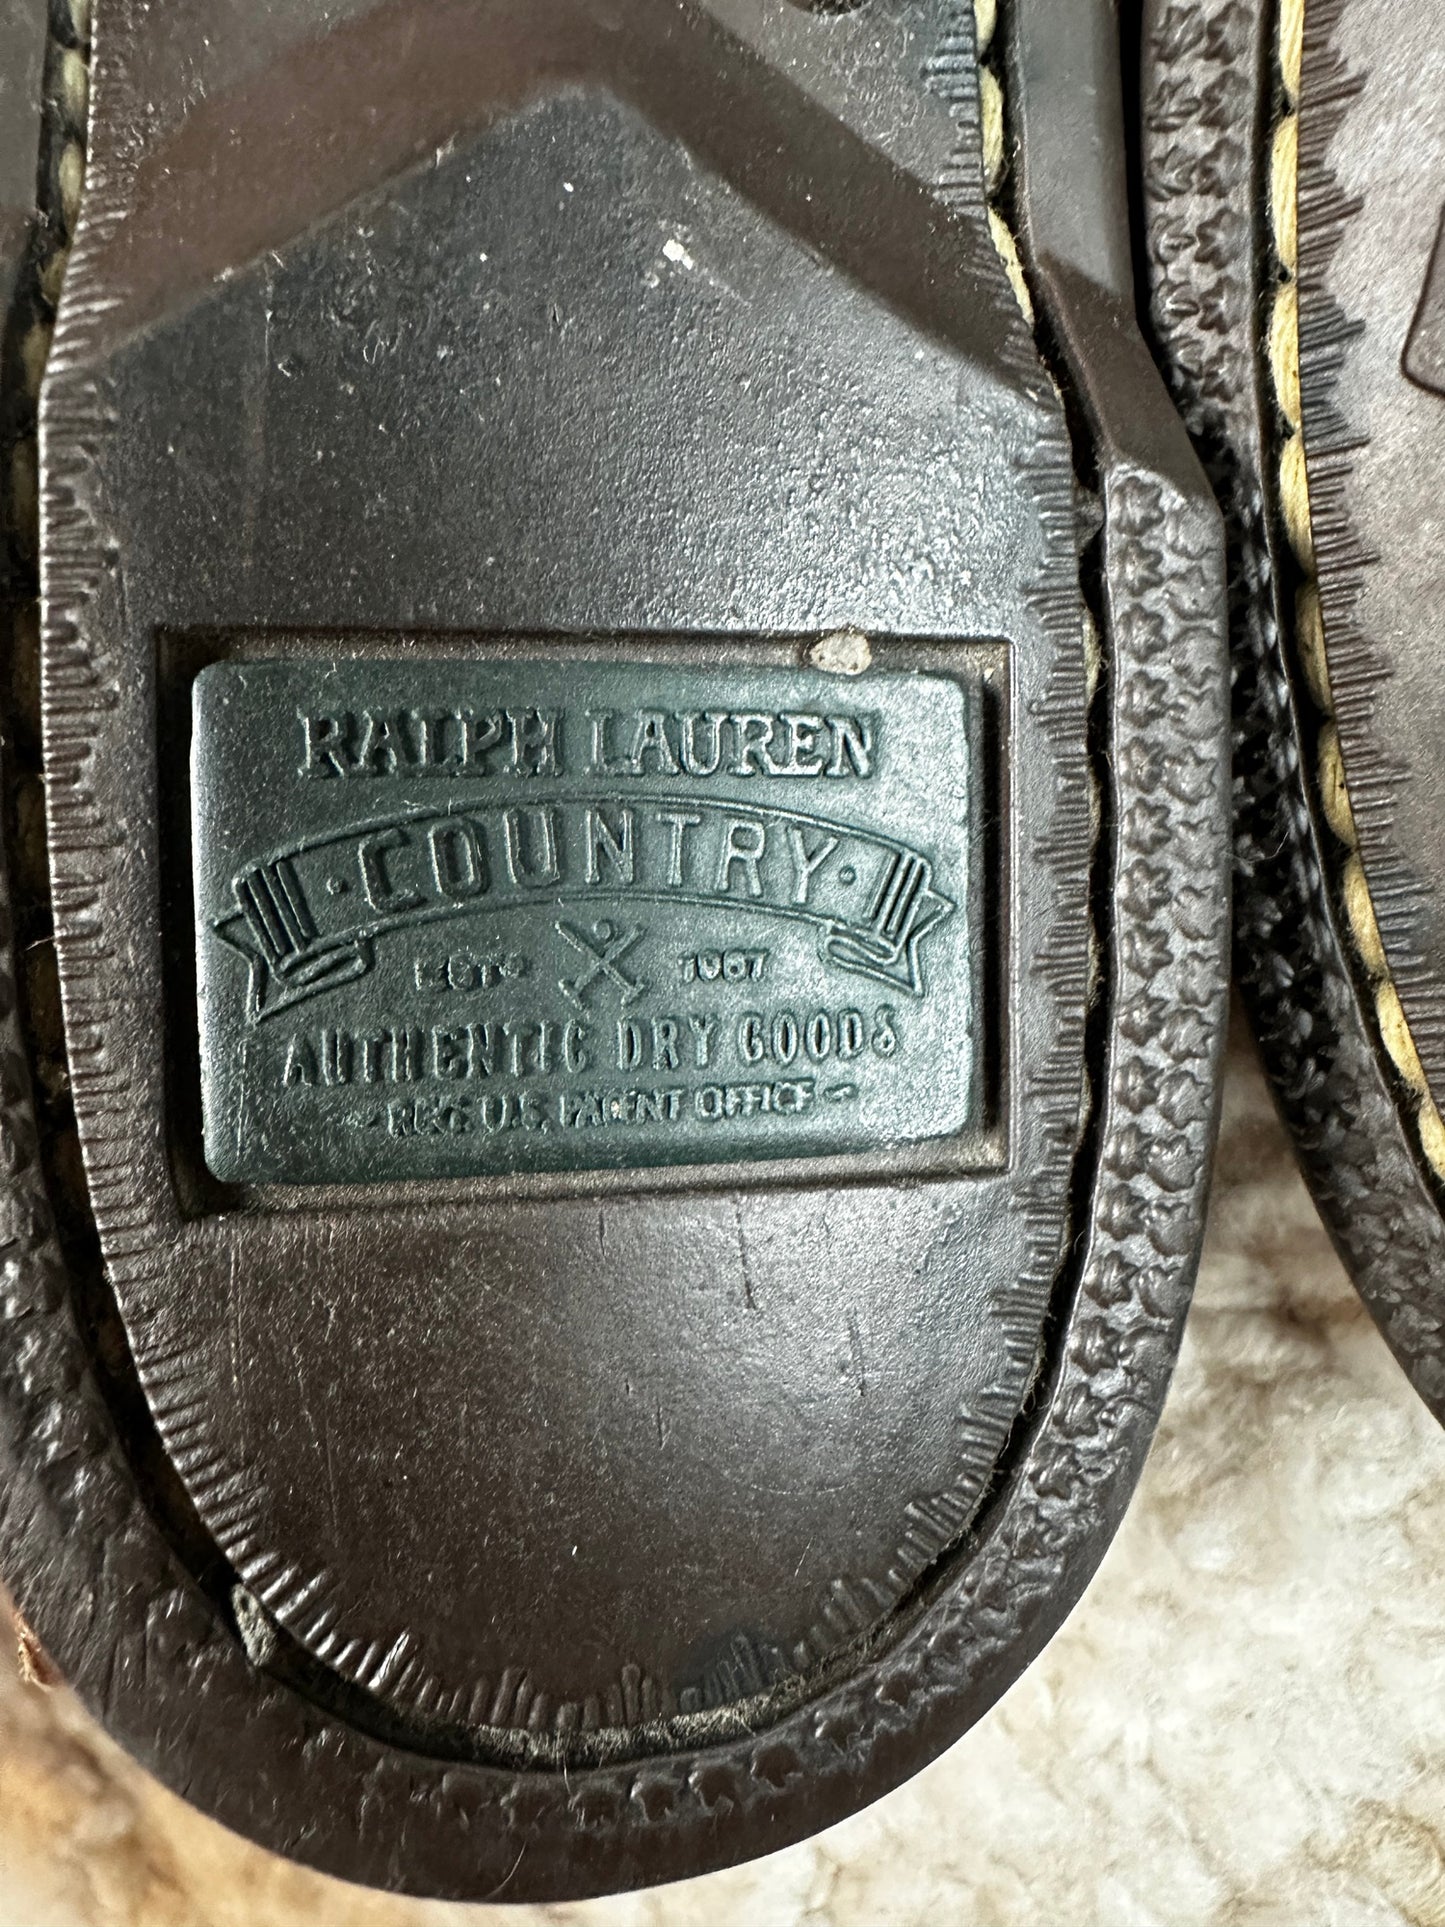 RALPH LAUREN
· COUNTRY ·
ESTD 1967
AUTHENTIC DRY GOODS
- REG. U.S. PATENT OFFICE -